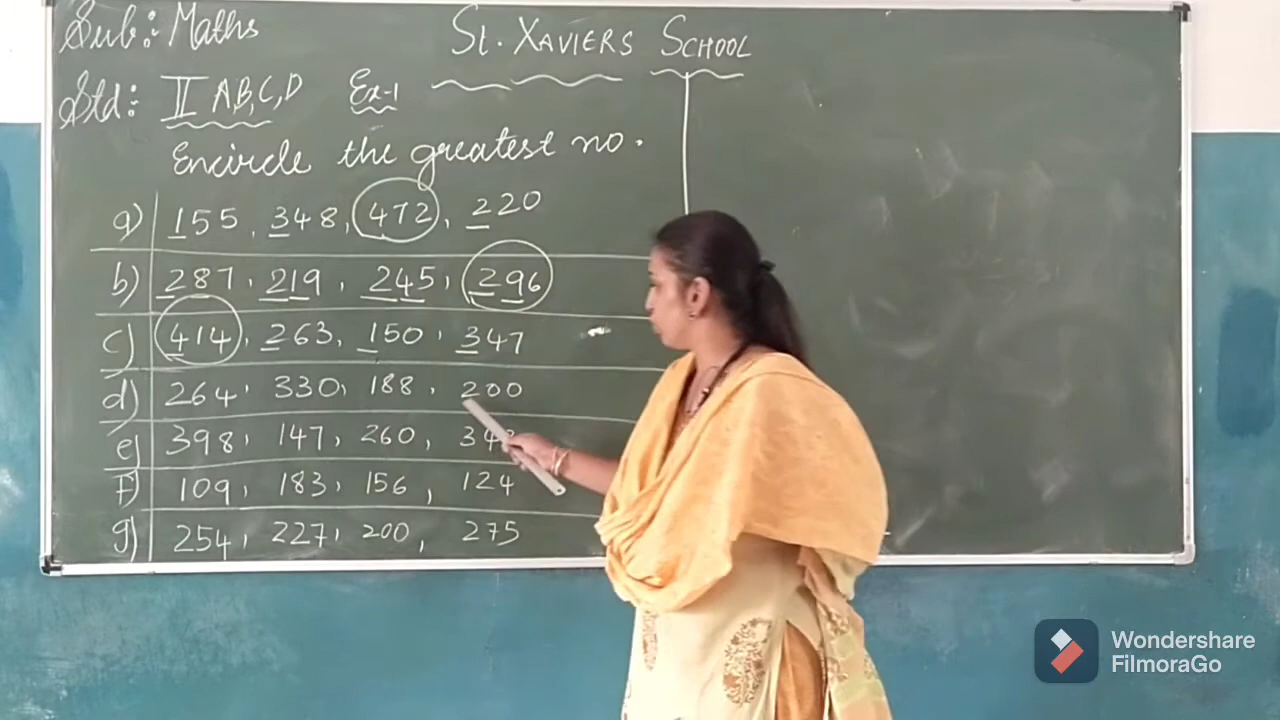 Sub: Maths
St. XAVIERS SCHOOL
Std: II A,B,C,D Ex-1
Encircle the greatest no.
a) 155, 348, 472, 220
b) 287, 219, 245, 296
c) 414, 263, 150, 347
d) 264, 330, 188, 200
e) 398, 147, 260,
f) 109, 183, 156, 124
g) 254, 227, 200, 275
Wondershare
FilmoraGo